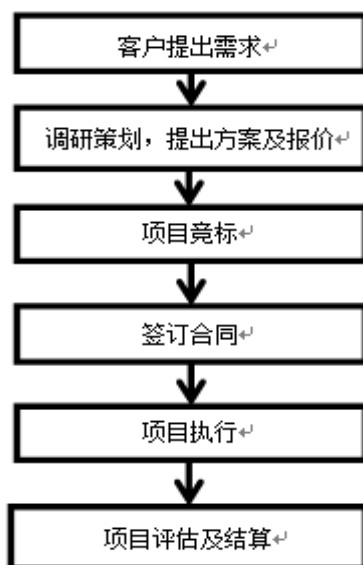 客户提出需求
调研策划，提出方案及报价
项目竞标
签订合同
项目执行
项目评估及结算